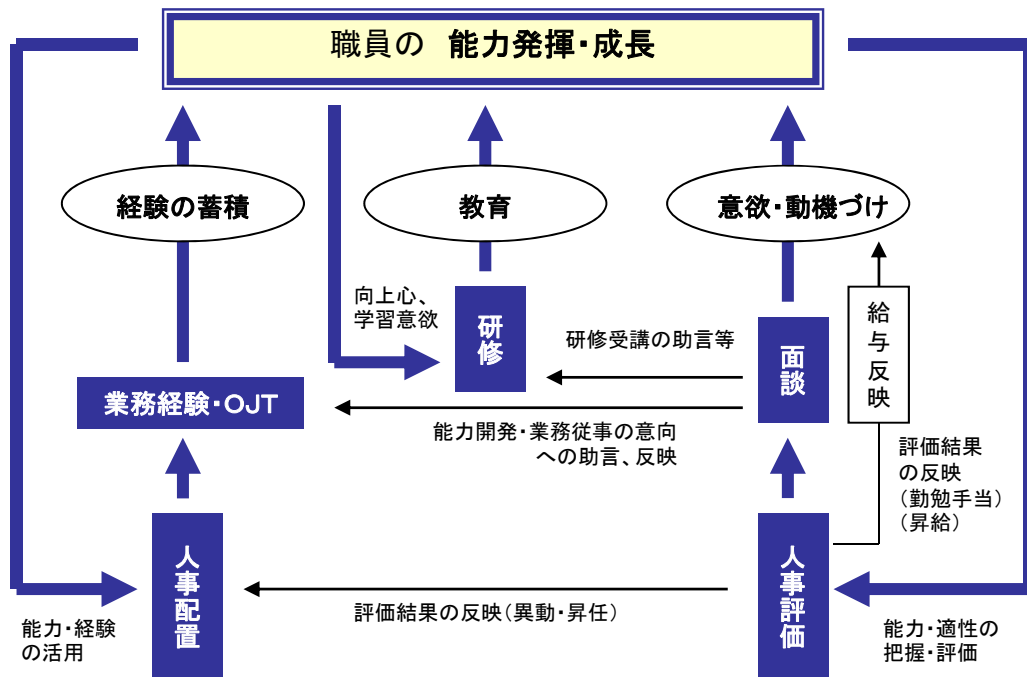 職員の 能力発揮・成長
経験の蓄積
教育
意欲・動機づけ
向上心、
学習意欲
研修
研修受講の助言等
面談
給与反映
業務経験・OJT
能力開発・業務従事の意向
への助言、反映
評価結果
の反映
(勤勉手当)
(昇給)
人事配置
評価結果の反映(異動・昇任)
人事評価
能力・経験
の活用
能力・適性の
把握・評価